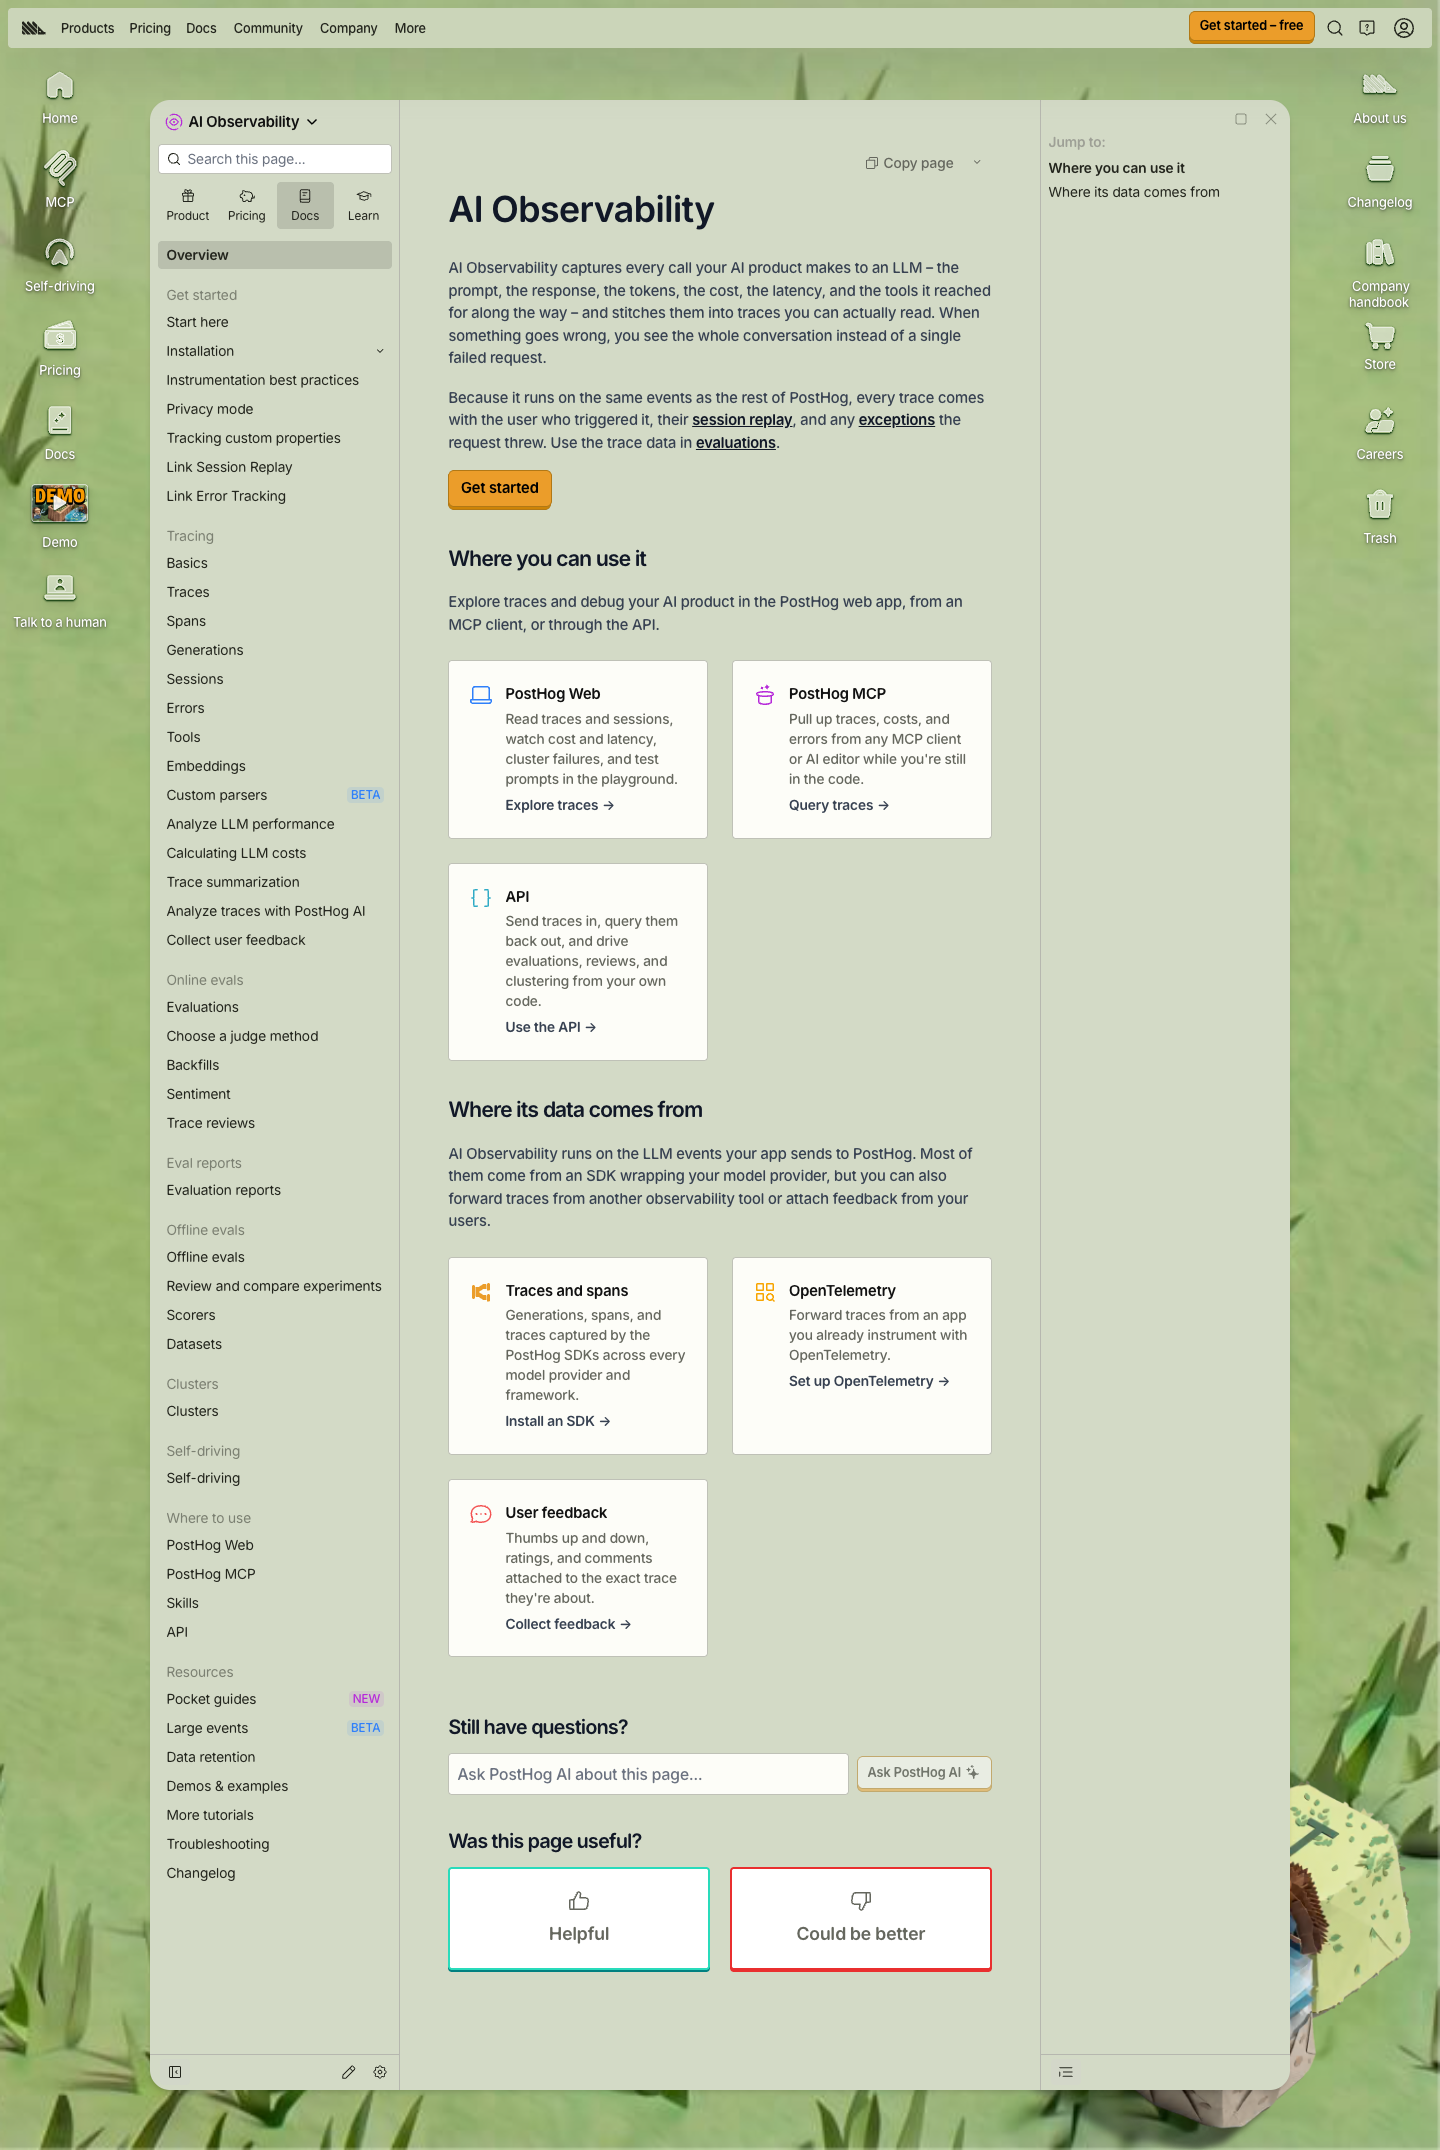 Products
Pricing
Docs
Community
Company
More
Get started – free
Home
MCP
Self-driving
Pricing
$
Docs
DEMO
Demo
Talk to a human
About us
Changelog
Company
handbook
Store
Careers
Trash
AI Observability
Search this page...
Product
Pricing
Docs
Learn
Overview
Get started
Start here
Installation
Instrumentation best practices
Privacy mode
Tracking custom properties
Link Session Replay
Link Error Tracking
Tracing
Basics
Traces
Spans
Generations
Sessions
Errors
Tools
Embeddings
Custom parsers BETA
Analyze LLM performance
Calculating LLM costs
Trace summarization
Analyze traces with PostHog AI
Collect user feedback
Online evals
Evaluations
Choose a judge method
Backfills
Sentiment
Trace reviews
Eval reports
Evaluation reports
Offline evals
Offline evals
Review and compare experiments
Scorers
Datasets
Clusters
Clusters
Self-driving
Self-driving
Where to use
PostHog Web
PostHog MCP
Skills
API
Resources
Pocket guides NEW
Large events BETA
Data retention
Demos & examples
More tutorials
Troubleshooting
Changelog
Copy page
AI Observability
AI Observability captures every call your AI product makes to an LLM – the
prompt, the response, the tokens, the cost, the latency, and the tools it reached
for along the way – and stitches them into traces you can actually read. When
something goes wrong, you see the whole conversation instead of a single
failed request.
Because it runs on the same events as the rest of PostHog, every trace comes
with the user who triggered it, their session replay, and any exceptions the
request threw. Use the trace data in evaluations.
Get started
Where you can use it
Explore traces and debug your AI product in the PostHog web app, from an
MCP client, or through the API.
PostHog Web
Read traces and sessions,
watch cost and latency,
cluster failures, and test
prompts in the playground.
Explore traces →
PostHog MCP
Pull up traces, costs, and
errors from any MCP client
or AI editor while you're still
in the code.
Query traces →
API
Send traces in, query them
back out, and drive
evaluations, reviews, and
clustering from your own
code.
Use the API →
Where its data comes from
AI Observability runs on the LLM events your app sends to PostHog. Most of
them come from an SDK wrapping your model provider, but you can also
forward traces from another observability tool or attach feedback from your
users.
Traces and spans
Generations, spans, and
traces captured by the
PostHog SDKs across every
model provider and
framework.
Install an SDK →
OpenTelemetry
Forward traces from an app
you already instrument with
OpenTelemetry.
Set up OpenTelemetry →
User feedback
Thumbs up and down,
ratings, and comments
attached to the exact trace
they're about.
Collect feedback →
Still have questions?
Ask PostHog AI about this page...
Ask PostHog AI
Was this page useful?
Helpful
Could be better
Jump to:
Where you can use it
Where its data comes from